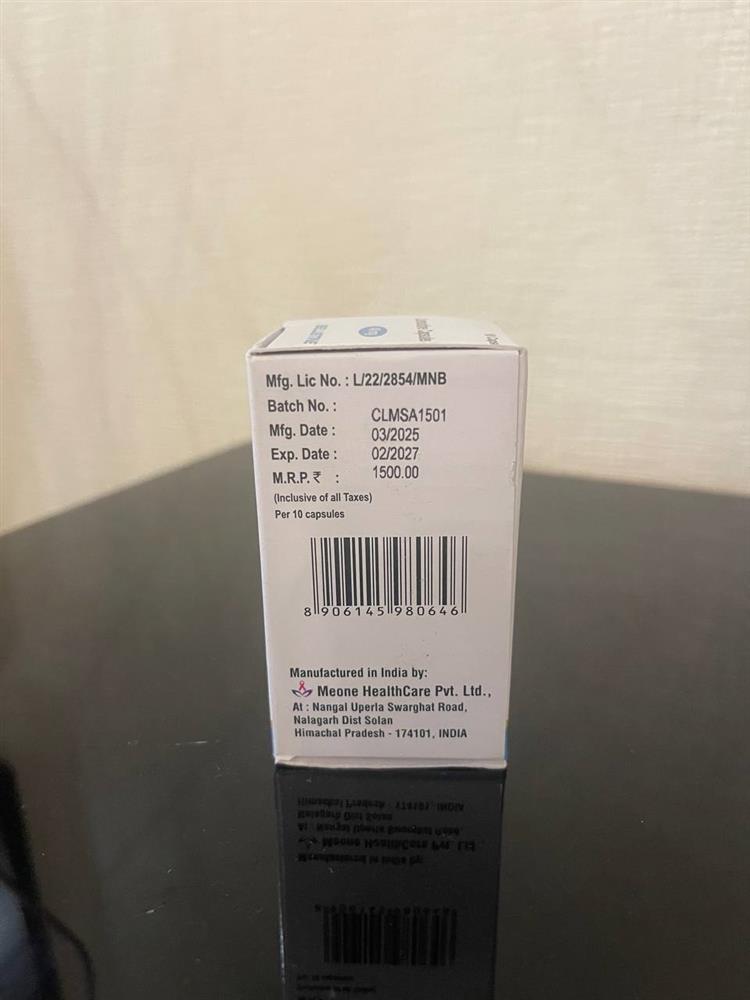 Mfg. Lic No. : L/22/2854/MNB
Batch No. : CLMSA1501
Mfg. Date : 03/2025
Exp. Date : 02/2027
M.R.P. ₹ : 1500.00
(Inclusive of all Taxes)
Per 10 capsules
8 906145 980646
Manufactured in India by:
Meone HealthCare Pvt. Ltd.,
At : Nangal Uperla Swarghat Road,
Nalagarh Dist Solan
Himachal Pradesh - 174101, INDIA